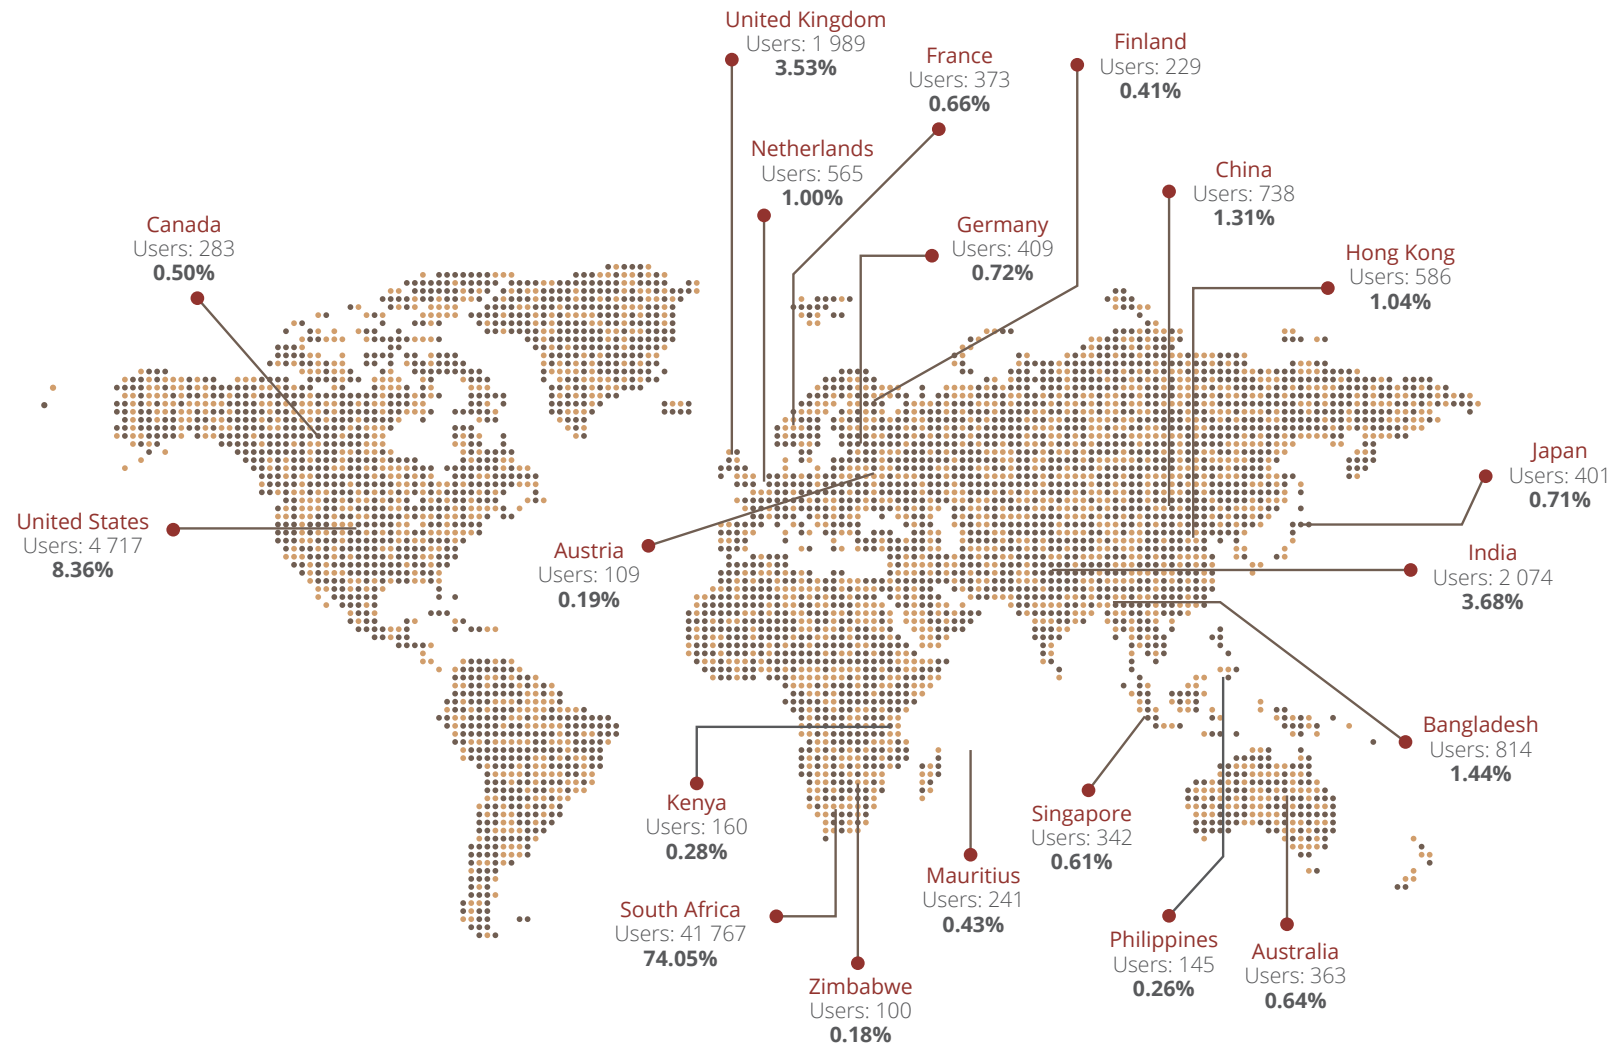 United Kingdom
Users: 1 989
3.53%
France
Users: 373
0.66%
Finland
Users: 229
0.41%
Netherlands
Users: 565
1.00%
China
Users: 738
1.31%
Canada
Users: 283
0.50%
Germany
Users: 409
0.72%
Hong Kong
Users: 586
1.04%
Japan
Users: 401
0.71%
United States
Users: 4 717
8.36%
Austria
Users: 109
0.19%
India
Users: 2 074
3.68%
Bangladesh
Users: 814
1.44%
Kenya
Users: 160
0.28%
Singapore
Users: 342
0.61%
Mauritius
Users: 241
0.43%
South Africa
Users: 41 767
74.05%
Philippines
Users: 145
0.26%
Australia
Users: 363
0.64%
Zimbabwe
Users: 100
0.18%